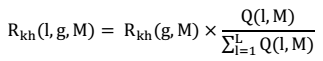 R_kh(l, g, M) = R_kh(g, M) × Q(l, M) / ∑_{l=1}^{L} Q(l, M)